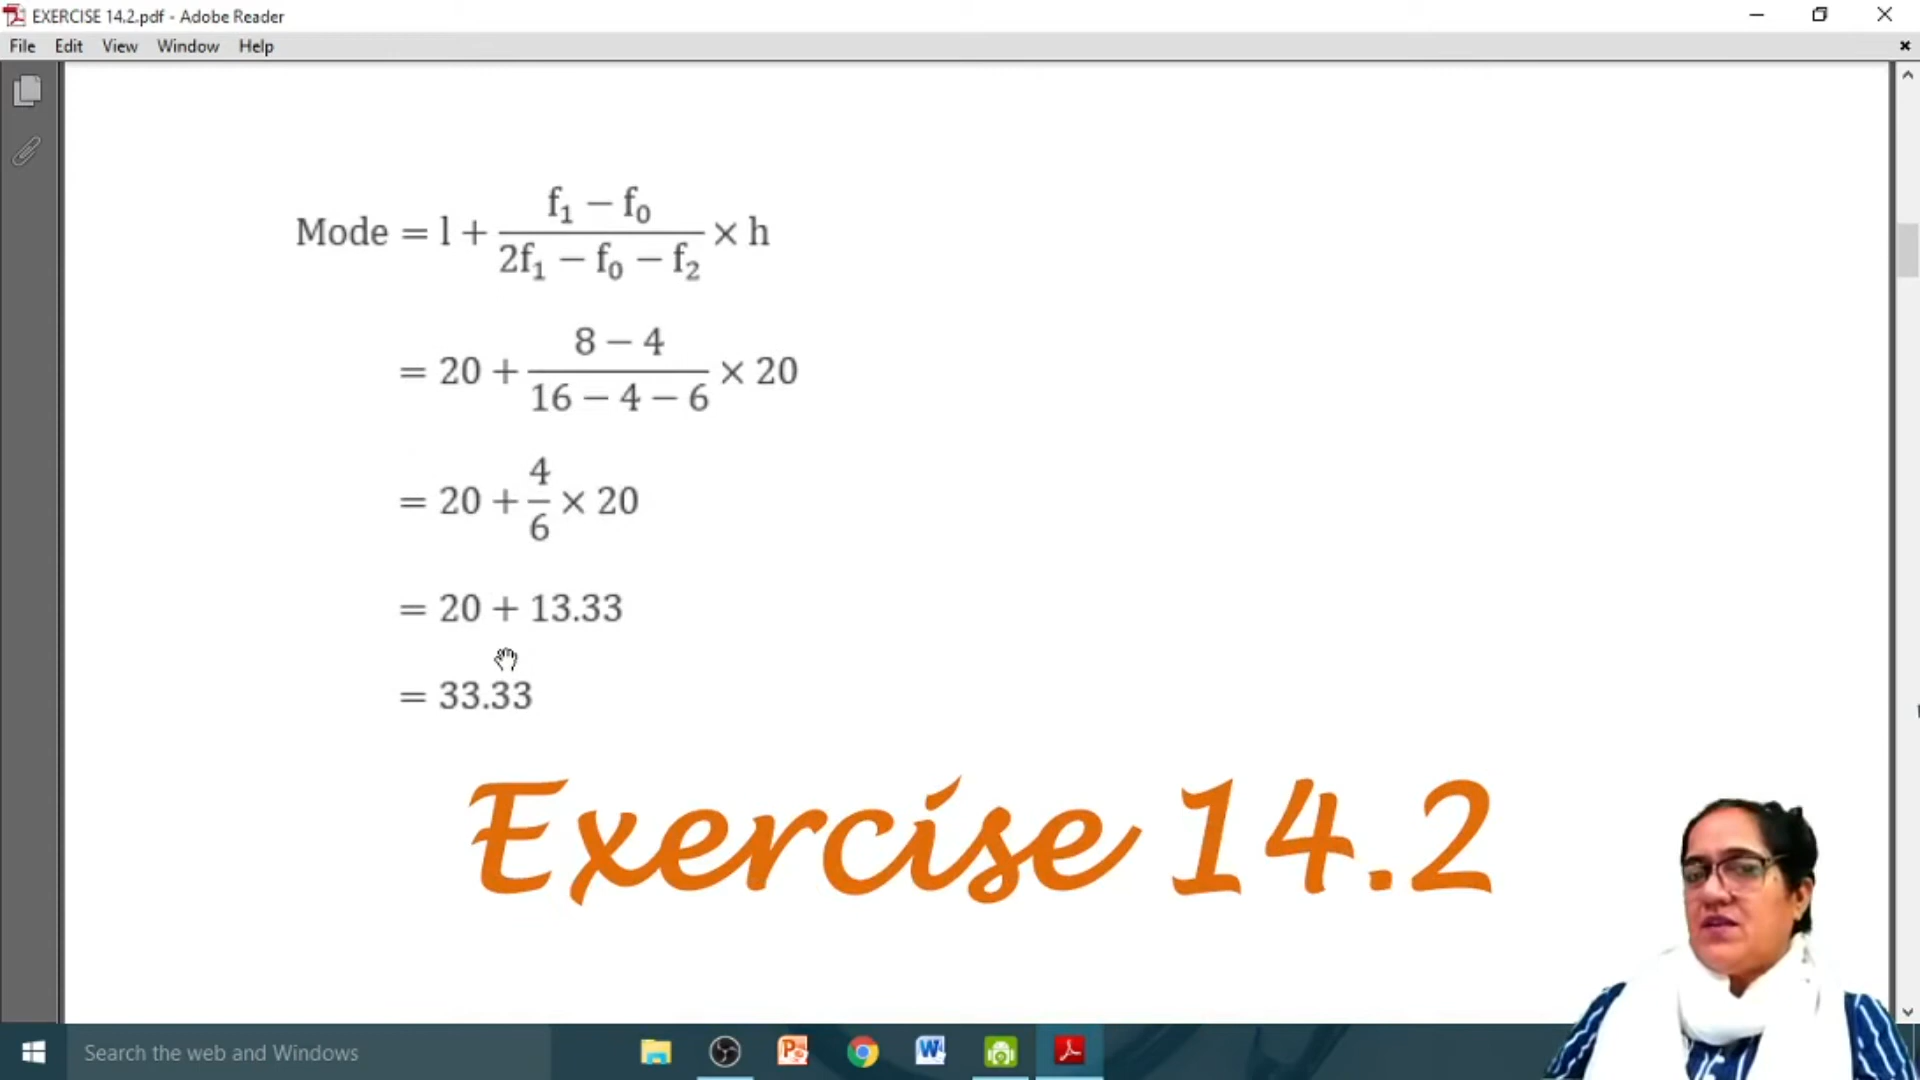 EXERCISE 14.2.pdf - Adobe Reader
File Edit View Window Help
Mode = l + (f₁ − f₀)/(2f₁ − f₀ − f₂) × h
= 20 + (8 − 4)/(16 − 4 − 6) × 20
= 20 + 4/6 × 20
= 20 + 13.33
= 33.33
Exercise 14.2
Search the web and Windows